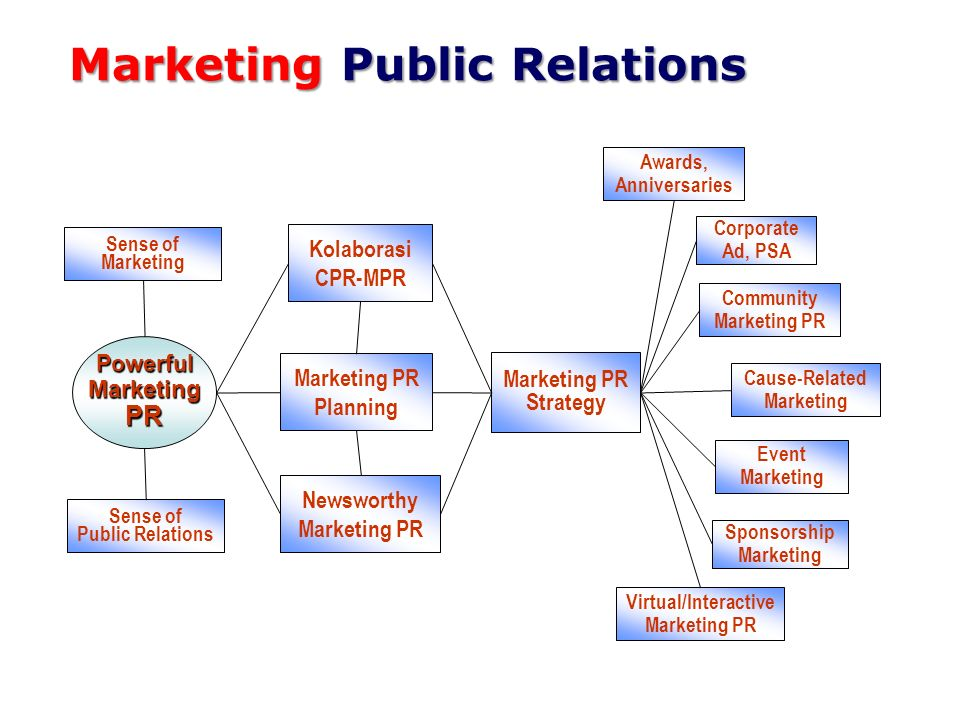 Marketing Public Relations
Sense of
Marketing
Powerful
Marketing
PR
Sense of
Public Relations
Kolaborasi
CPR-MPR
Marketing PR
Planning
Newsworthy
Marketing PR
Marketing PR
Strategy
Awards,
Anniversaries
Corporate
Ad, PSA
Community
Marketing PR
Cause-Related
Marketing
Event
Marketing
Sponsorship
Marketing
Virtual/Interactive
Marketing PR